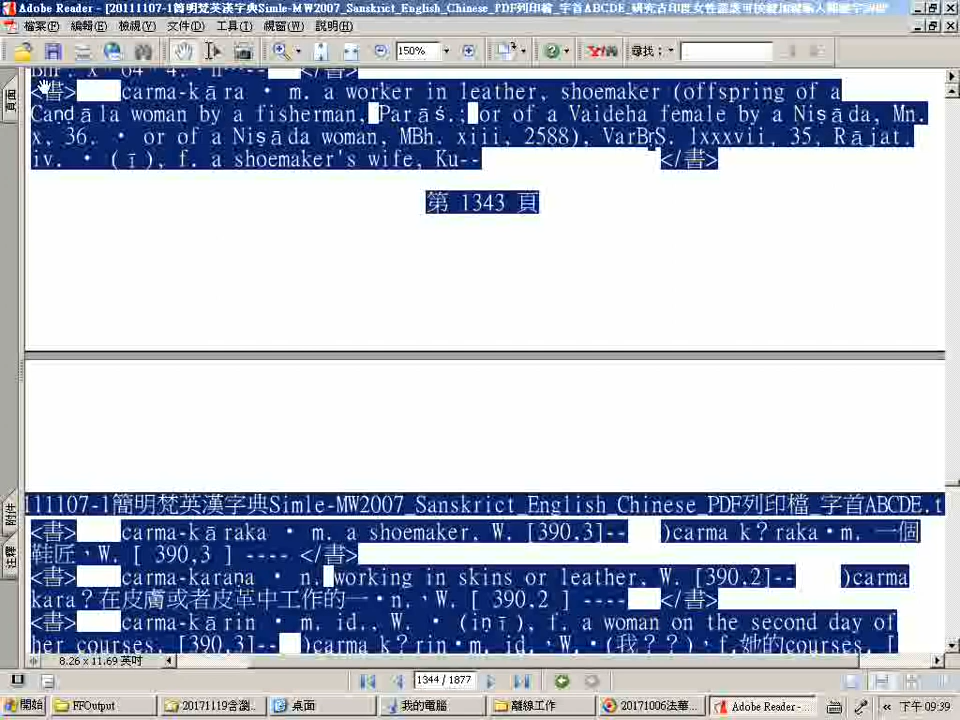 Adobe Reader - [20111107-1簡明梵英漢字典Simle-MW2007_Sanskrict_English_Chinese_PDF列印檔_字首ABCDE_研究古印度女性
檔案(F) 編輯(E) 檢視(V) 文件(D) 工具(T) 視窗(W) 說明(H)
150% 尋找:
頁面
<書> carma-kāra · m. a worker in leather, shoemaker (offspring of a
Caṇḍāla woman by a fisherman, Parāś.; or of a Vaideha female by a Niṣāda, Mn.
x, 36. · or of a Niṣāda woman, MBh. xiii, 2588), VarBṛS. lxxxvii, 35, Rājat.
iv. · (ī), f. a shoemaker's wife, Ku-- </書>
第 1343 頁
111107-1簡明梵英漢字典Simle-MW2007_Sanskrict_English_Chinese_PDF列印檔_字首ABCDE.t
<書> carma-kāraka · m. a shoemaker, W. [390,3]-- )carma k?raka·m. 一個
鞋匠,W. [ 390,3 ] ---- </書>
<書> carma-karaṇa · n. working in skins or leather, W. [390,2]-- )carma
kara?在皮膚或者皮革中工作的一·n.,W. [ 390,2 ] ---- </書>
<書> carma-kārin · m. id., W. · (iṇī), f. a woman on the second day of
her courses, [390,3]-- )carma k?rin·m. id., W.·(我??),f.她的courses, [
附件
注釋
8.26 x 11.69 英吋
1344 / 1877
開始 FFOutput 20171119含瀏... 桌面 我的電腦 離線工作 20171006法華... Adobe Reader-... 下午 09:39